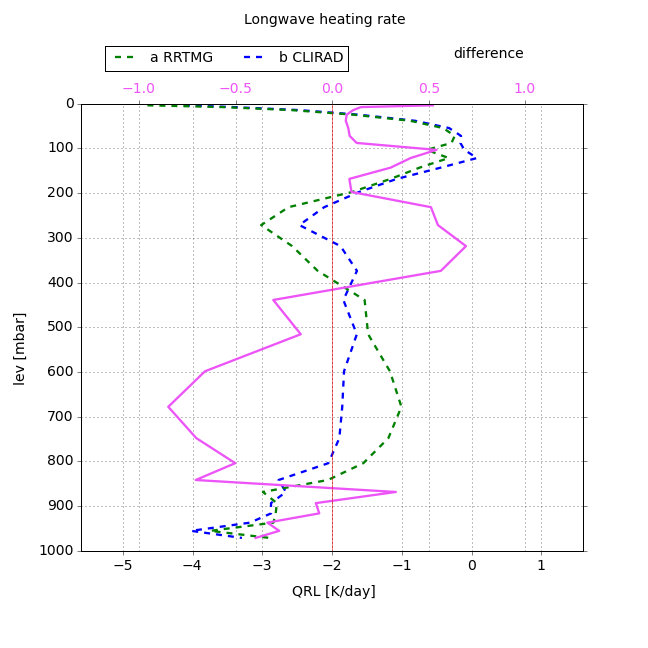 Longwave heating rate
a RRTMG b CLIRAD difference
−1.0 −0.5 0.0 0.5 1.0
0
100
200
300
400
500
600
700
800
900
1000
lev [mbar]
−5 −4 −3 −2 −1 0 1
QRL [K/day]